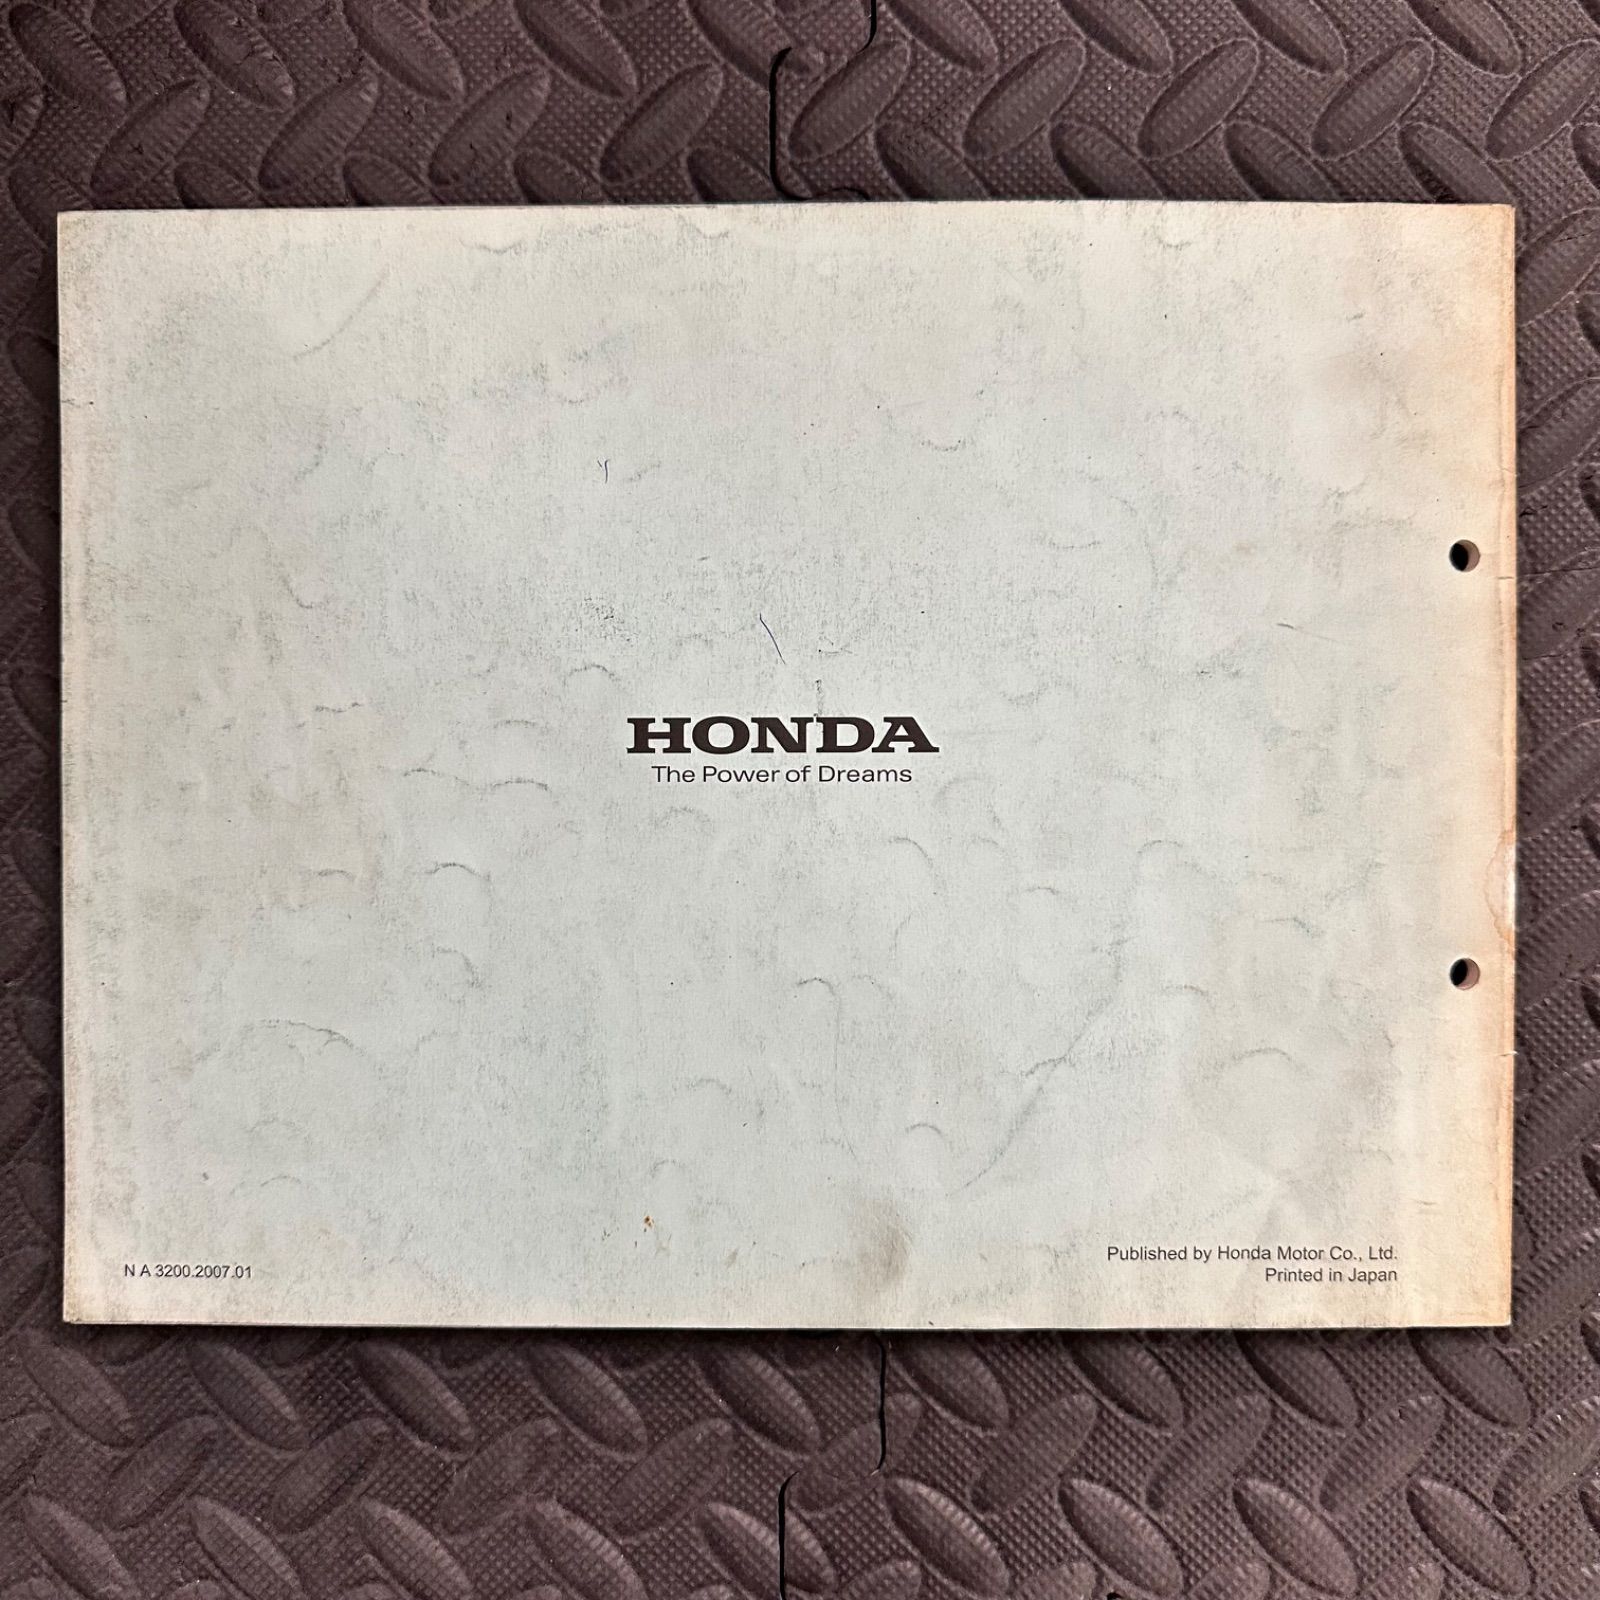 HONDA
The Power of Dreams
N A 3200.2007.01
Published by Honda Motor Co., Ltd.
Printed in Japan